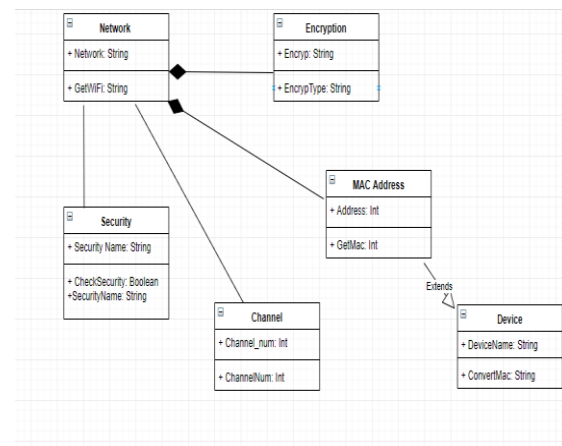 Network
+ Network: String
+ GetWiFi: String
Encryption
+ Encryp: String
+ EncrypType: String
MAC Address
+ Address: Int
+ GetMac: Int
Security
+ Security Name: String
+ CheckSecurity: Boolean
+SecurityName: String
Extends
Channel
+ Channel_num: Int
+ ChannelNum: Int
Device
+ DeviceName: String
+ ConvertMac: String